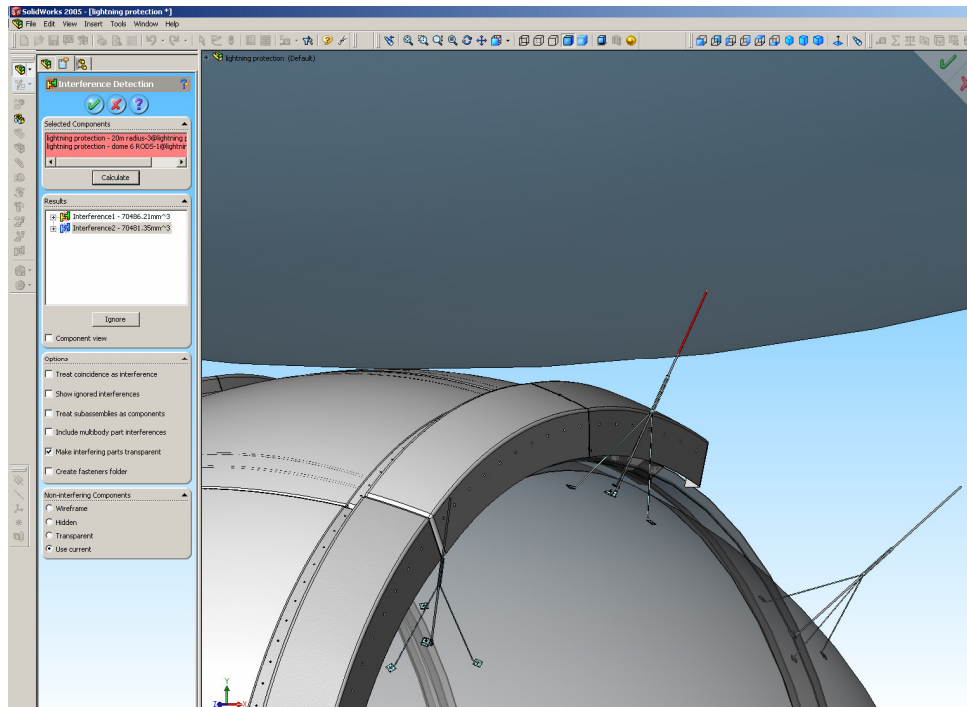 SolidWorks 2005 - [lightning protection *]
File Edit View Insert Tools Window Help
lightning protection (Default)
Interference Detection
Selected Components
lightning protection - 20m radius-3@lightning p
lightning protection - dome 6 RODS-1@lightnin
Calculate
Results
Interference1 - 70486.21mm^3
Interference2 - 70481.35mm^3
Ignore
Component view
Options
Treat coincidence as interference
Show ignored interferences
Treat subassemblies as components
Include multibody part interferences
Make interfering parts transparent
Create fasteners folder
Non-interfering Components
Wireframe
Hidden
Transparent
Use current
Y
Z X